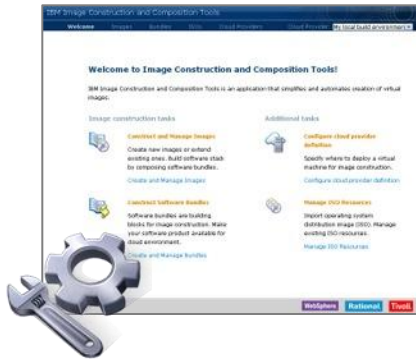 IBM Image Construction and Composition Tools
Welcome Images Bundles ISOs Cloud Providers Cloud Provider: My local build environment
Welcome to Image Construction and Composition Tools!
IBM Image Construction and Composition Tools is an application that simplifies and automates creation of virtual
images.
Image construction tasks
Construct and Manage Images
Create new images or extend
existing ones. Build software stack
by composing software bundles.
Create and Manage Images
Construct Software Bundles
Software bundles are building
blocks for image construction. Make
your software product available for
cloud environment.
Create and Manage Bundles
Additional tasks
Configure cloud provider
definition
Specify where to deploy a virtual
machine for image construction.
Configure cloud provider definition
Manage ISO Resources
Import operating system
distribution image (ISO). Manage
existing ISO resources.
Manage ISO Resources
WebSphere Rational Tivoli